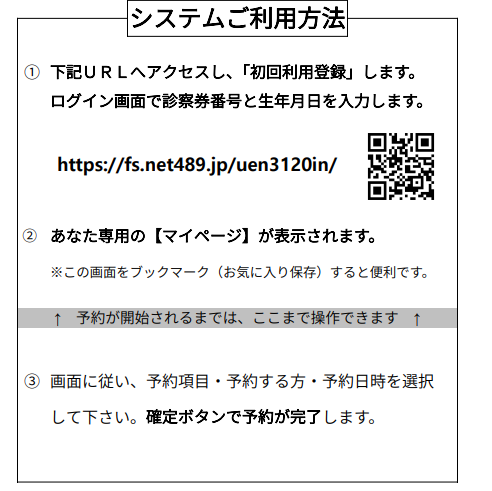 システムご利用方法
① 下記ＵＲＬへアクセスし、「初回利用登録」します。
ログイン画面で診察券番号と生年月日を入力します。
https://fs.net489.jp/uen3120in/
② あなた専用の【マイページ】が表示されます。
※この画面をブックマーク（お気に入り保存）すると便利です。
↑ 予約が開始されるまでは、ここまで操作できます ↑
③ 画面に従い、予約項目・予約する方・予約日時を選択
して下さい。確定ボタンで予約が完了します。